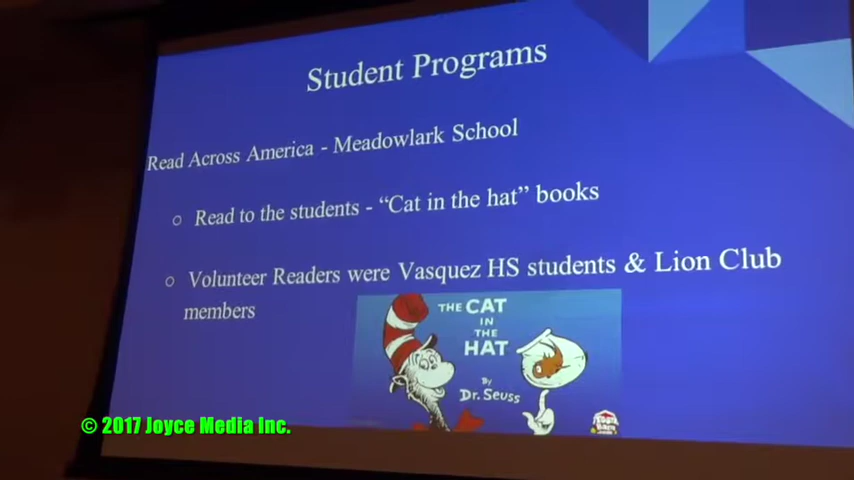 Student Programs
Read Across America - Meadowlark School
Read to the students - “Cat in the hat” books
Volunteer Readers were Vasquez HS students & Lion Club
members
THE CAT
IN
THE
HAT
By
Dr. Seuss
© 2017 Joyce Media Inc.